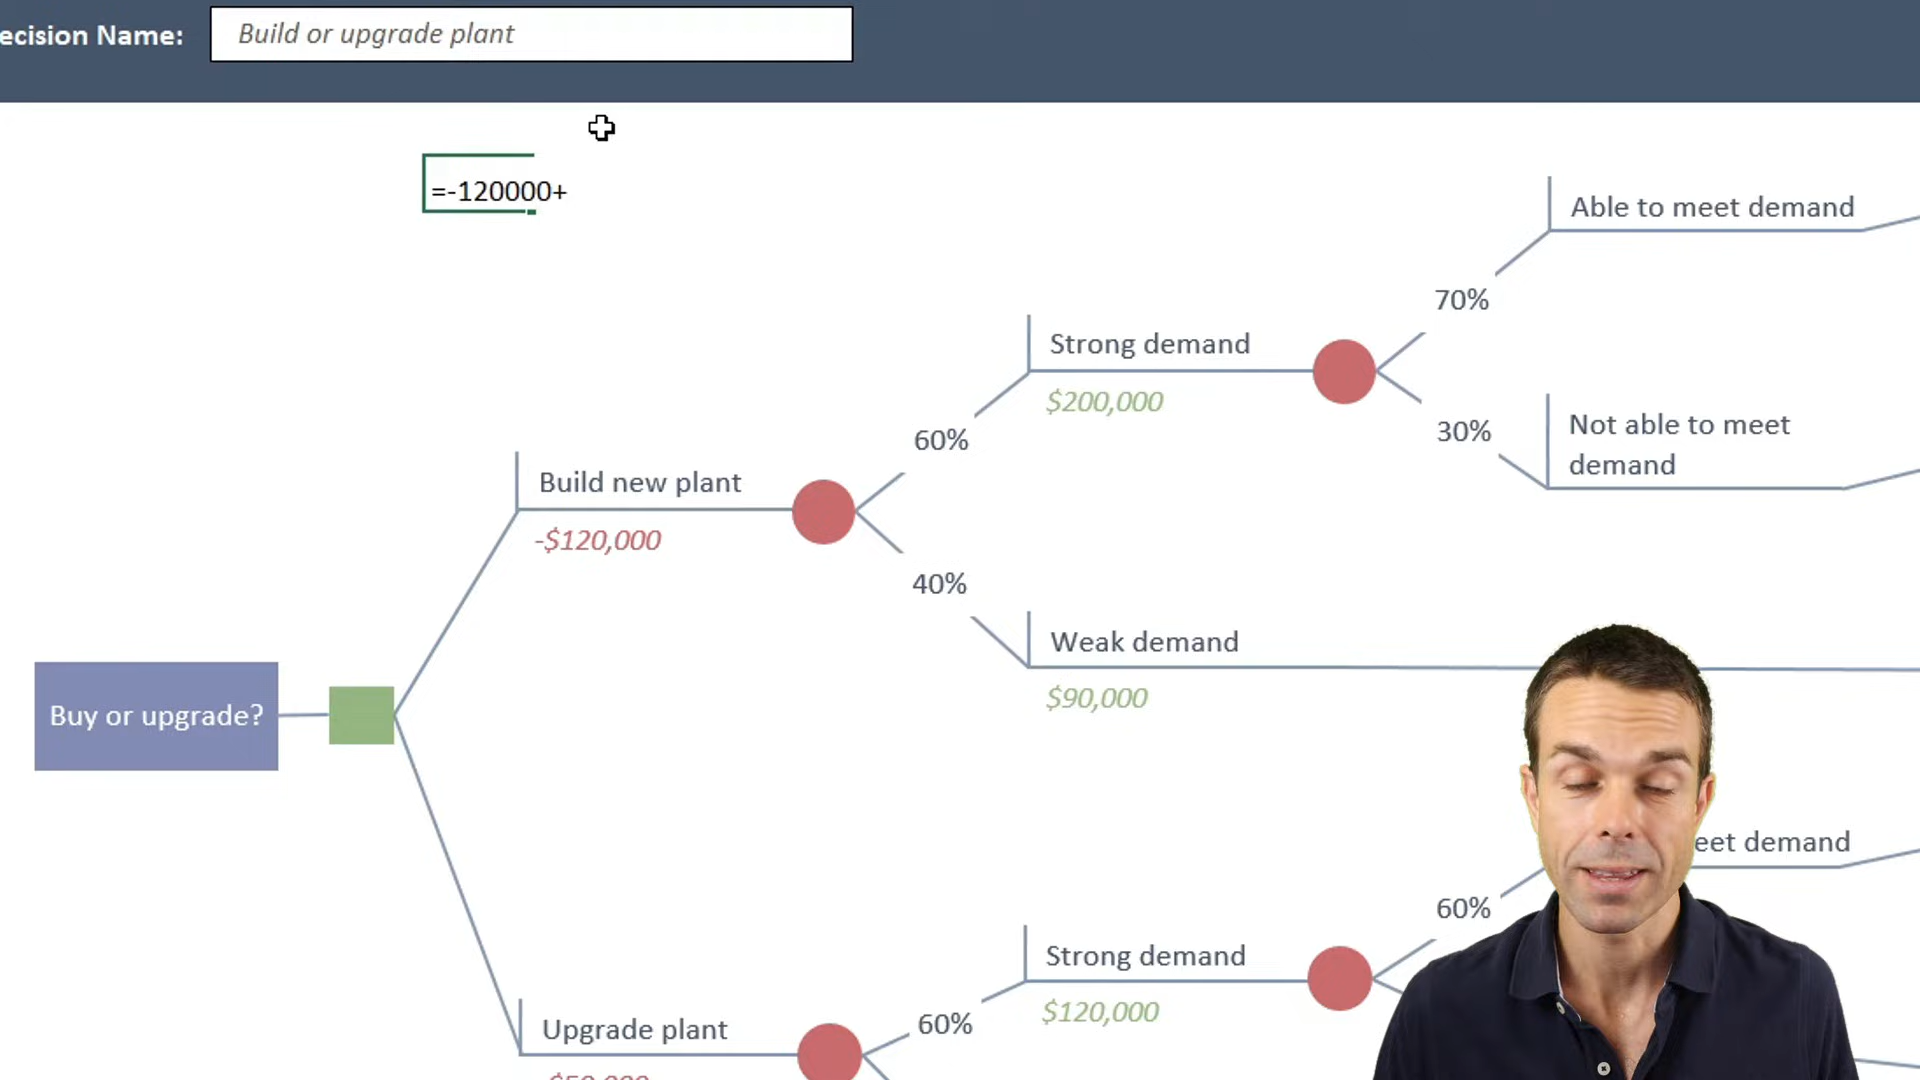 ecision Name:
Build or upgrade plant
=-120000+
Able to meet demand
70%
Strong demand
$200,000
60%
30%
Not able to meet
demand
Build new plant
-$120,000
40%
Weak demand
$90,000
Buy or upgrade?
eet demand
60%
Strong demand
$120,000
60%
Upgrade plant
-$50,000